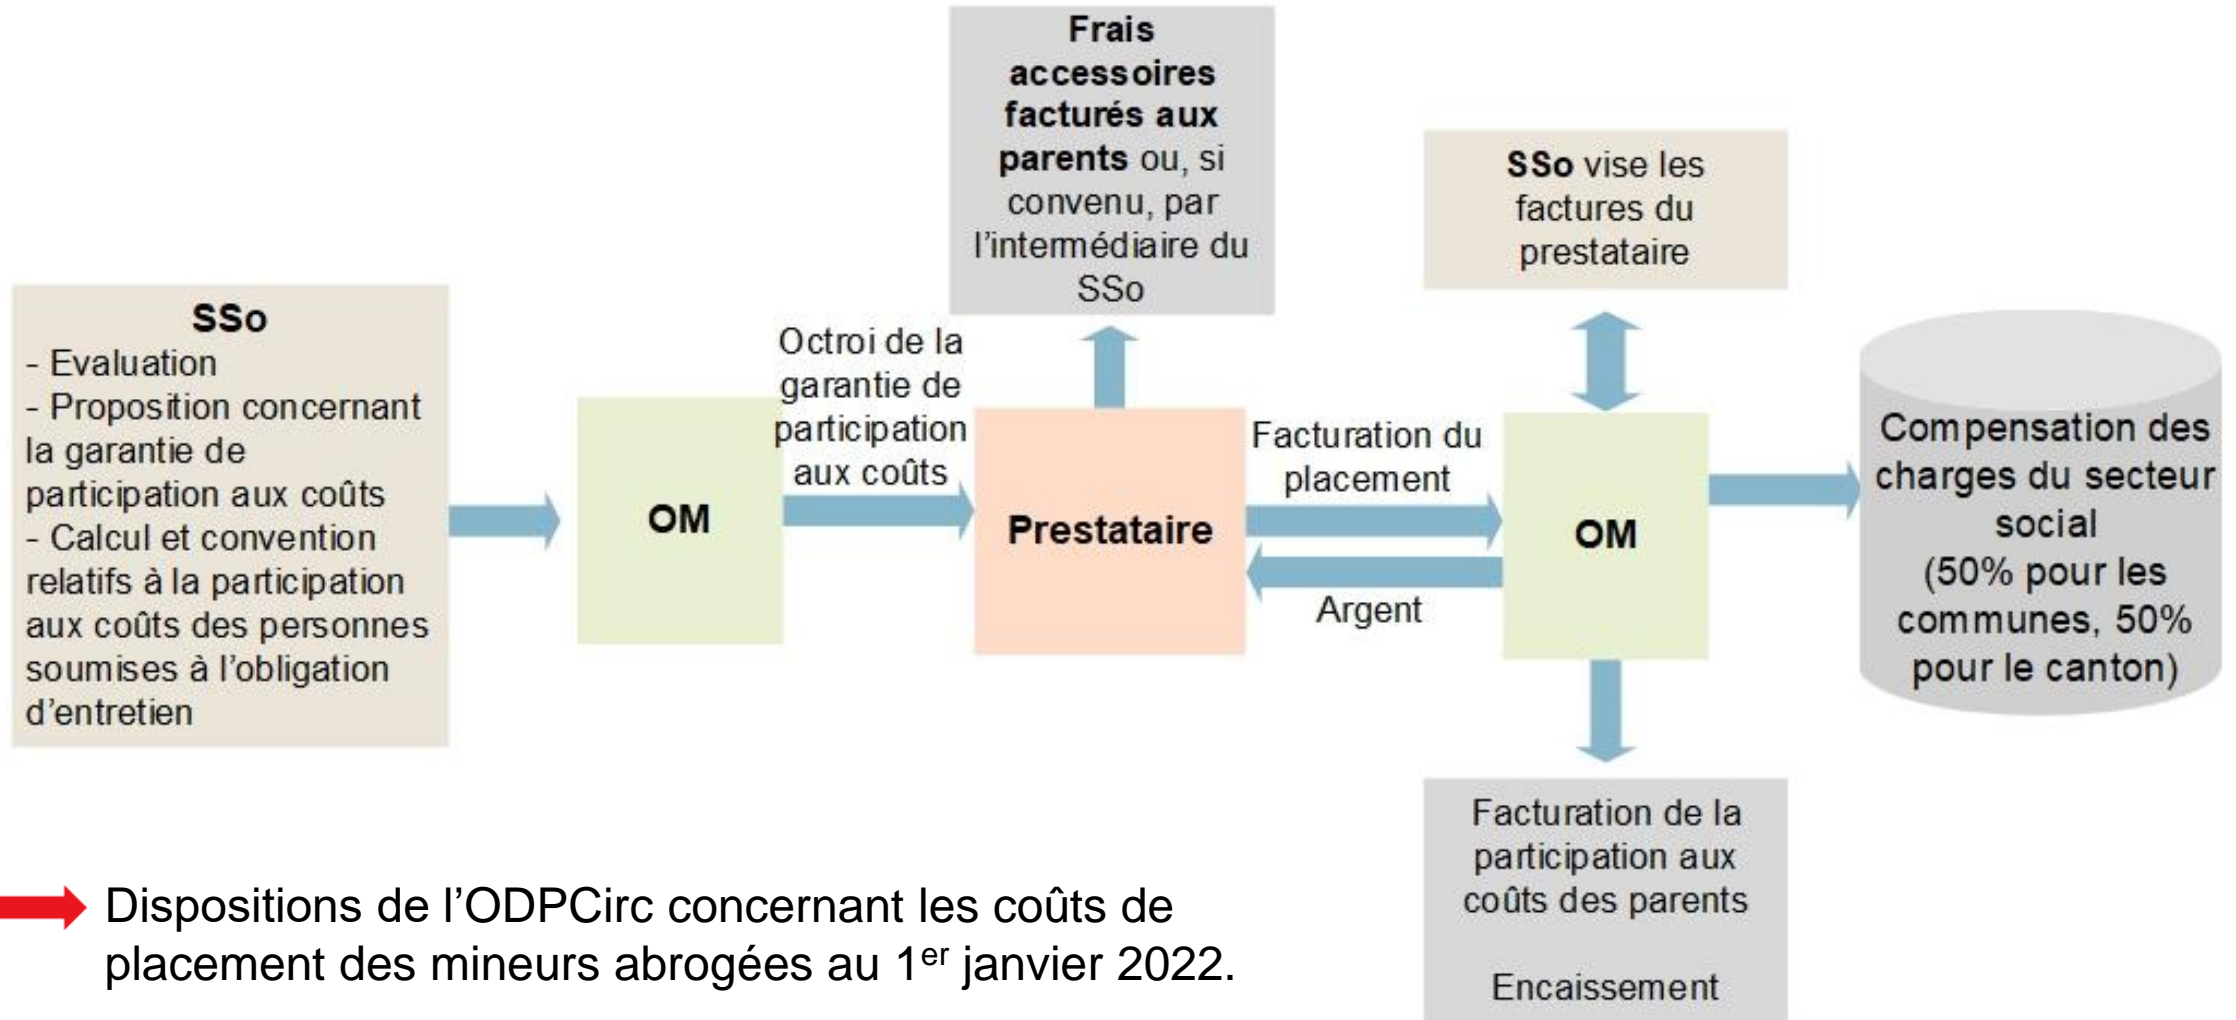 Frais
accessoires
facturés aux
parents ou, si
convenu, par
l'intermédiaire du
SSo
SSo vise les
factures du
prestataire
SSo
- Evaluation
- Proposition concernant
la garantie de
participation aux coûts
- Calcul et convention
relatifs à la participation
aux coûts des personnes
soumises à l'obligation
d'entretien
OM
Octroi de la
garantie de
participation
aux coûts
Prestataire
Facturation du
placement
Argent
OM
Compensation des
charges du secteur
social
(50% pour les
communes, 50%
pour le canton)
Facturation de la
participation aux
coûts des parents
Encaissement
Dispositions de l'ODPCirc concernant les coûts de
placement des mineurs abrogées au 1er janvier 2022.